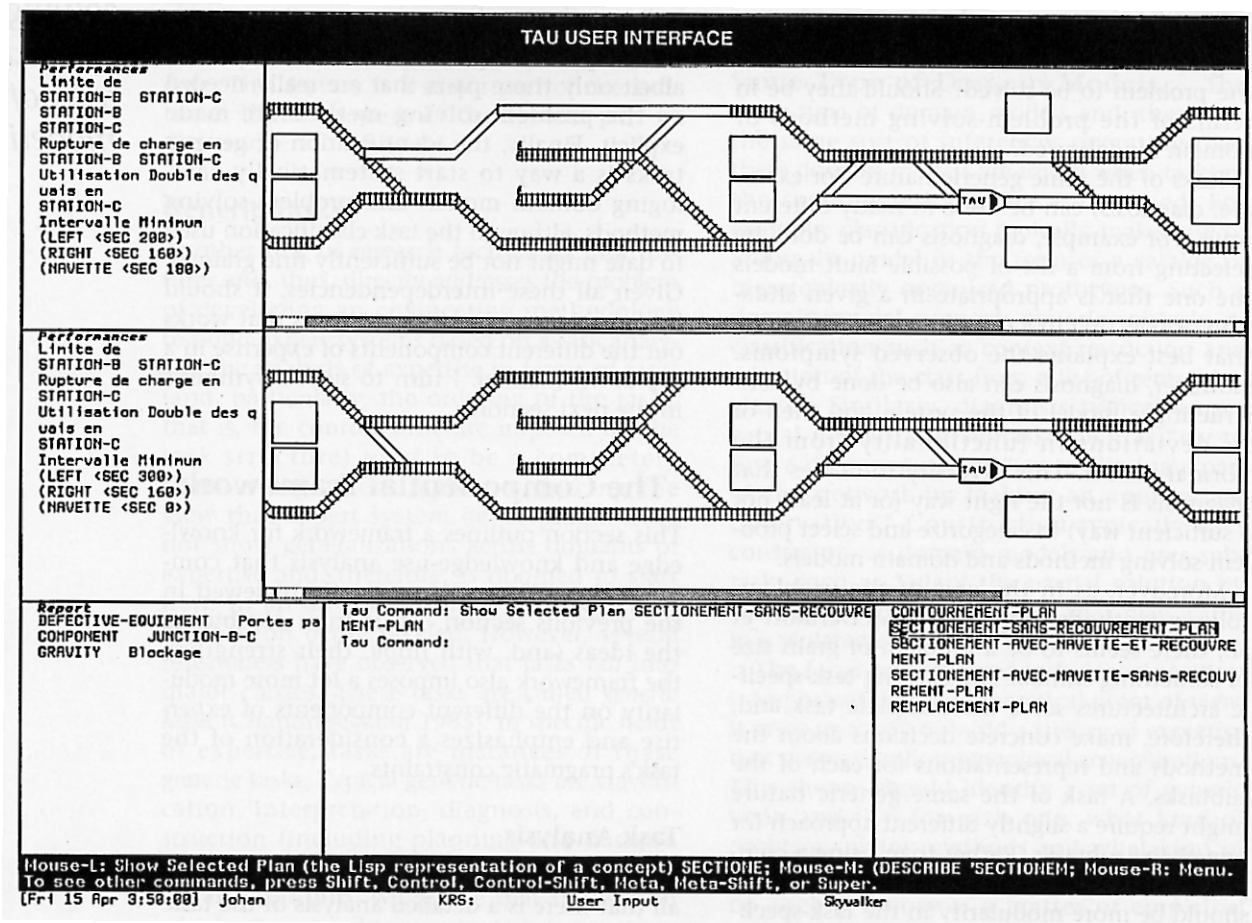 TAU USER INTERFACE
Performances
Limite de
STATION-B STATION-C
STATION-B
STATION-C
Rupture de charge en
STATION-B STATION-C
Utilisation Double des q
uais en
STATION-C
Intervalle Minimun
(LEFT <SEC 200>)
(RIGHT <SEC 160>)
(NAVETTE <SEC 180>)
TAU
Performances
Limite de
STATION-B STATION-C
Rupture de charge en
STATION-C
Utilisation Double des q
uais en
STATION-C
Intervalle Minimun
(LEFT <SEC 300>)
(RIGHT <SEC 160>)
(NAVETTE <SEC 0>)
TAU
Report
DEFECTIVE-EQUIPMENT Portes pa
COMPONENT JUNCTION-B-C
GRAVITY Blockage
Tau Command: Show Selected Plan SECTIONEMENT-SANS-RECOUVRE
MENT-PLAN
Tau Command:
CONTOURNEMENT-PLAN
SECTIONEMENT-SANS-RECOUVREMENT-PLAN
SECTIONEMENT-AVEC-NAVETTE-ET-RECOUVRE
MENT-PLAN
SECTIONEMENT-AVEC-NAVETTE-SANS-RECOUV
REMENT-PLAN
REMPLACEMENT-PLAN
Mouse-L: Show Selected Plan (the Lisp representation of a concept) SECTIONE; Mouse-M: (DESCRIBE 'SECTIONEM; Mouse-R: Menu.
To see other commands, press Shift, Control, Control-Shift, Meta, Meta-Shift, or Super.
[Fri 15 Apr 3:50:00] Johan KRS: User Input Skywalker